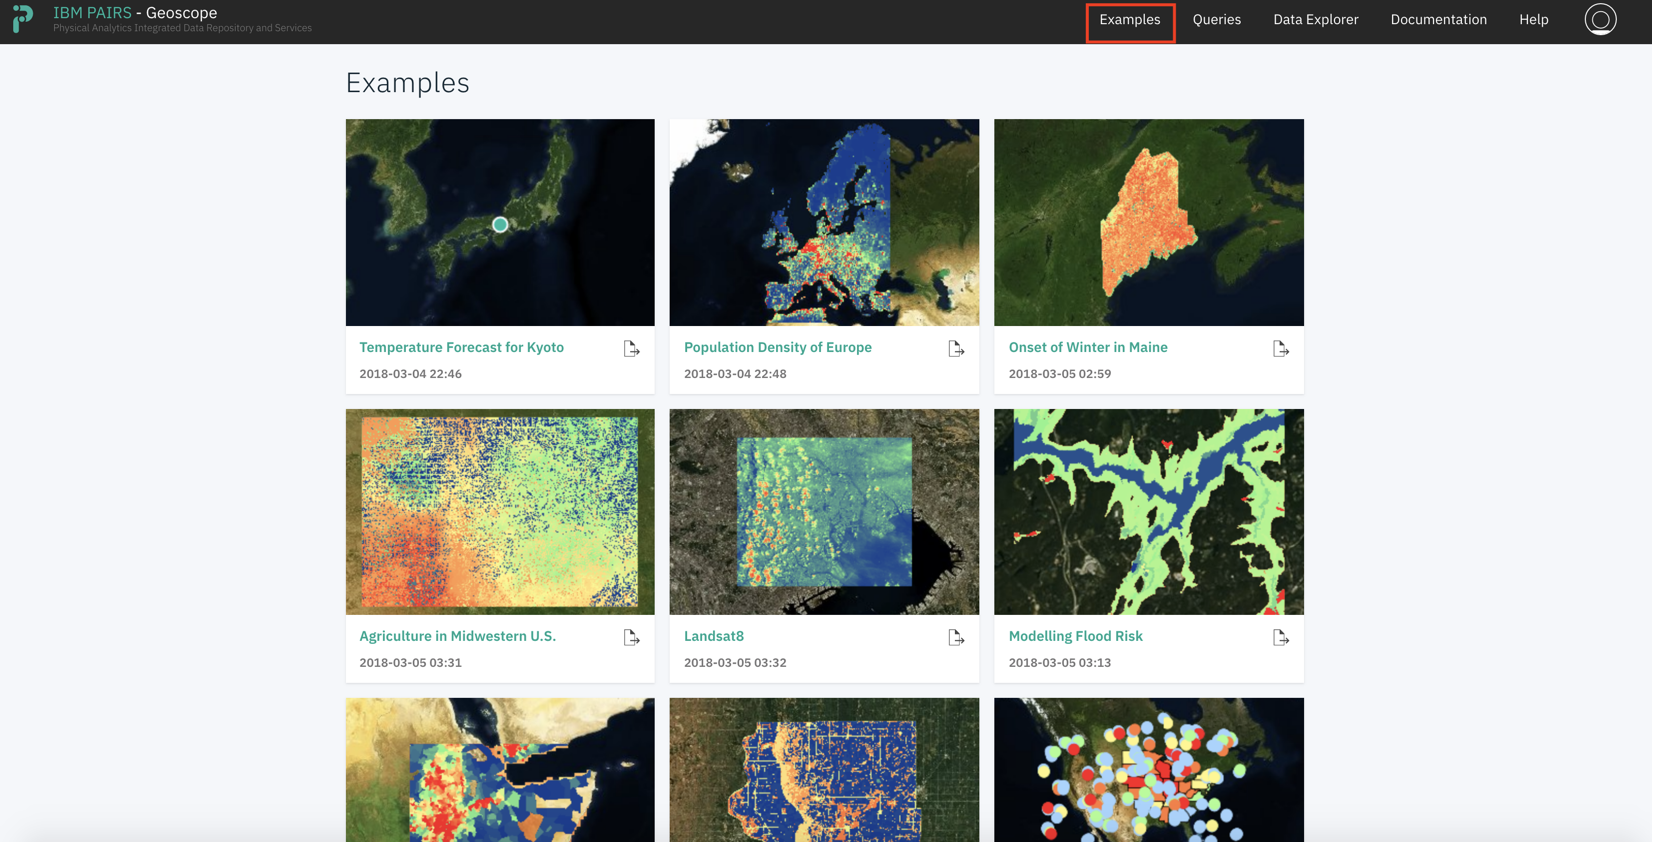 IBM PAIRS - Geoscope
Physical Analytics Integrated Data Repository and Services
Examples Queries Data Explorer Documentation Help
Examples
Temperature Forecast for Kyoto
2018-03-04 22:46
Population Density of Europe
2018-03-04 22:48
Onset of Winter in Maine
2018-03-05 02:59
Agriculture in Midwestern U.S.
2018-03-05 03:31
Landsat8
2018-03-05 03:32
Modelling Flood Risk
2018-03-05 03:13